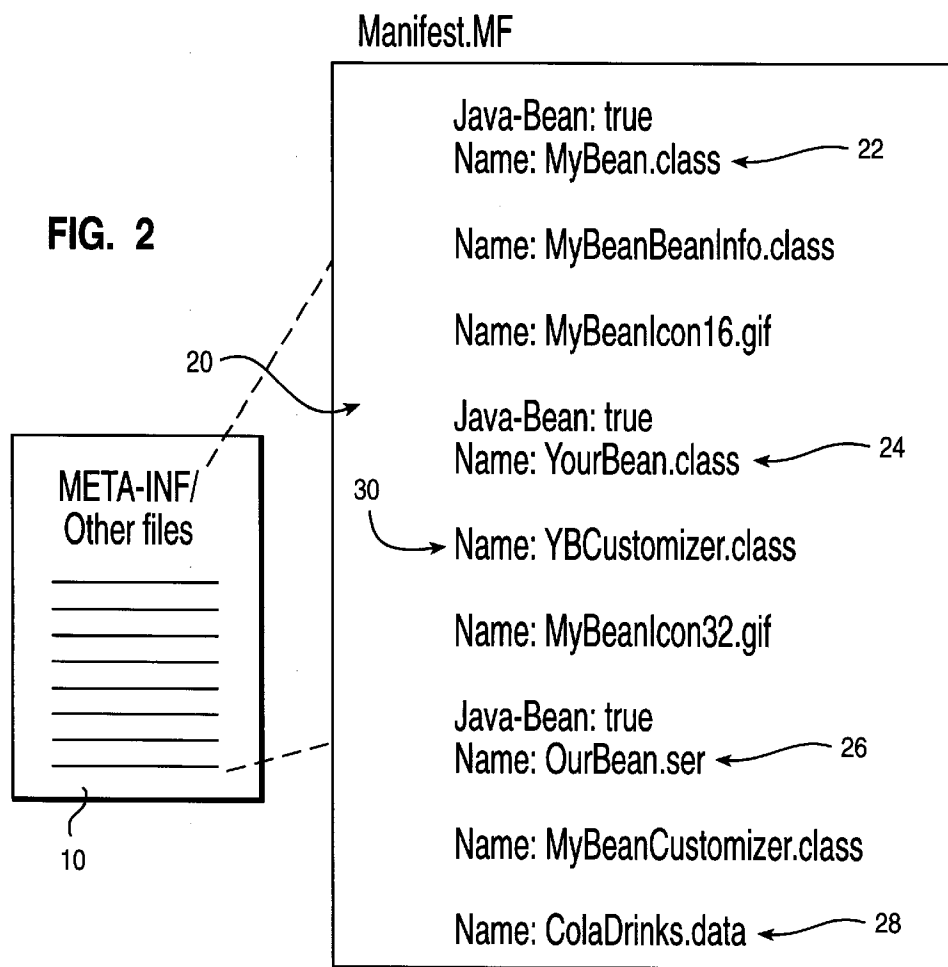 Manifest.MF
Java-Bean: true
Name: MyBean.class
22
FIG. 2
Name: MyBeanBeanInfo.class
Name: MyBeanIcon16.gif
20
Java-Bean: true
Name: YourBean.class
24
META-INF/
Other files
30
Name: YBCustomizer.class
Name: MyBeanIcon32.gif
Java-Bean: true
Name: OurBean.ser
26
10
Name: MyBeanCustomizer.class
Name: ColaDrinks.data
28